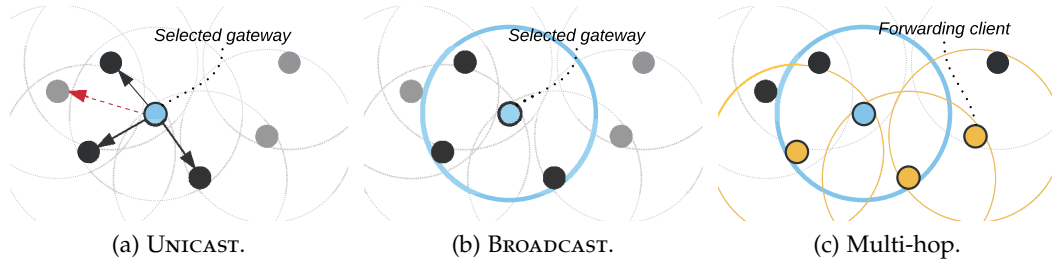 Selected gateway
Selected gateway
Forwarding client
(a) Unicast.
(b) Broadcast.
(c) Multi-hop.